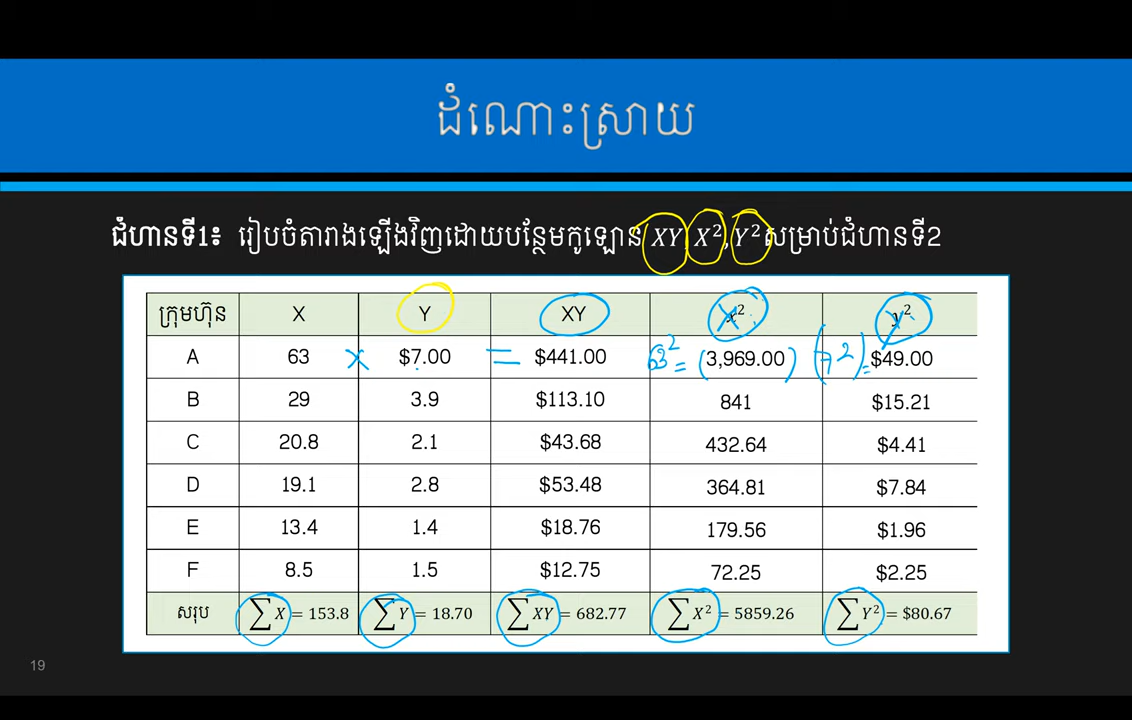 ដំណោះស្រាយ
ជំហានទី1៖ រៀបចំតារាងឡើងវិញដោយបន្ថែមកូឡោន XY, X², Y² សម្រាប់ជំហានទី2
ក្រុមហ៊ុន X Y XY X² y²
A 63 x $7.00 = $441.00 63² = (3,969.00) (7²) = $49.00
B 29 3.9 $113.10 841 $15.21
C 20.8 2.1 $43.68 432.64 $4.41
D 19.1 2.8 $53.48 364.81 $7.84
E 13.4 1.4 $18.76 179.56 $1.96
F 8.5 1.5 $12.75 72.25 $2.25
សរុប ∑X = 153.8 ∑Y = 18.70 ∑XY = 682.77 ∑X² = 5859.26 ∑Y² = $80.67
19